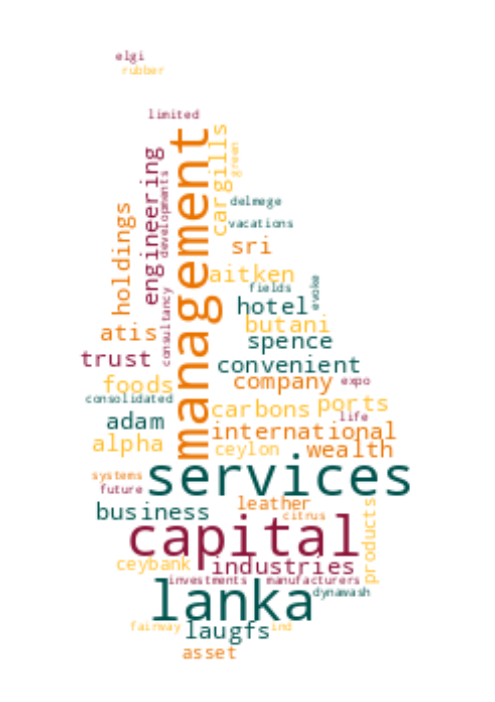 elgi
rubber
limited
management
engineering
developments
cargills
green
holdings
delmege
vacations
sri
aitken
fields
evoke
hotel
consultancy
butani
atis
spence
trust
convenient
foods
company
expo
consolidated
carbons
ports
adam
life
international
alpha
ceylon
wealth
services
systems
future
leather
products
business
citrus
capital
ceybank
industries
investments
manufacturers
lanka
dynawash
fairway
laugfs
ind
asset